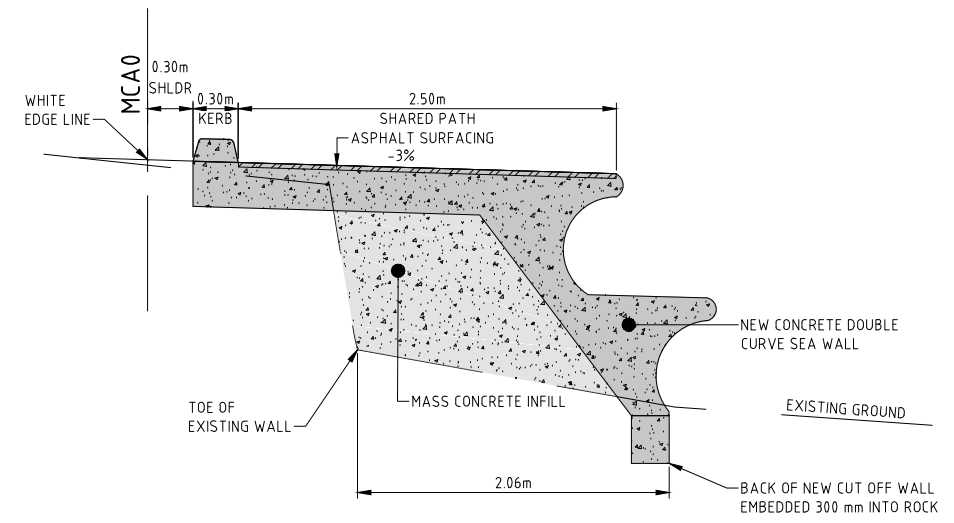 MCA0
0.30m
SHLDR
0.30m
KERB
2.50m
SHARED PATH
ASPHALT SURFACING
-3%
WHITE
EDGE LINE
NEW CONCRETE DOUBLE
CURVE SEA WALL
MASS CONCRETE INFILL
TOE OF
EXISTING WALL
EXISTING GROUND
2.06m
BACK OF NEW CUT OFF WALL
EMBEDDED 300 mm INTO ROCK